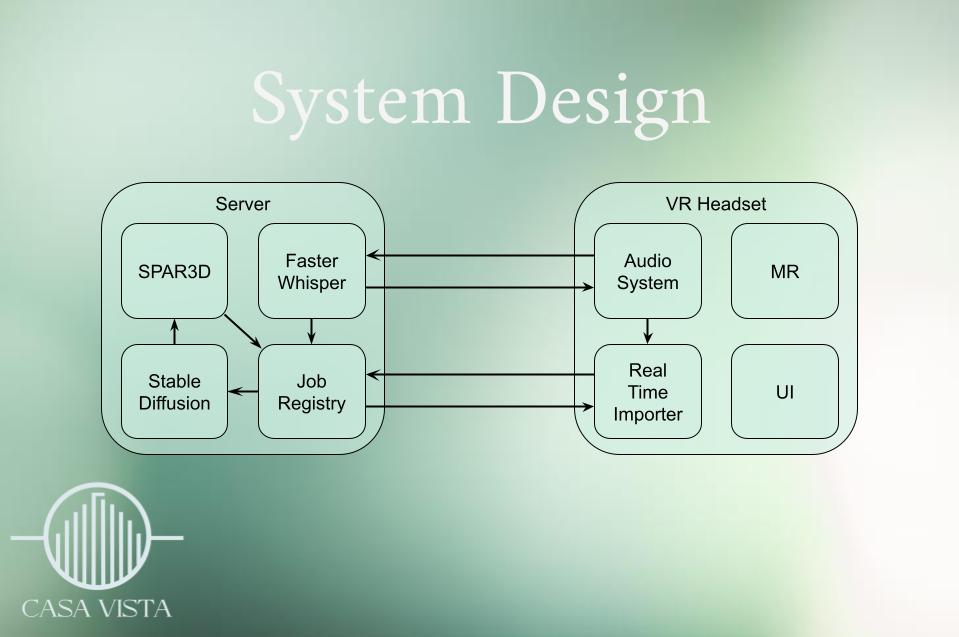 System Design
Server
SPAR3D
Faster
Whisper
Stable
Diffusion
Job
Registry
VR Headset
Audio
System
MR
Real
Time
Importer
UI
CASA VISTA